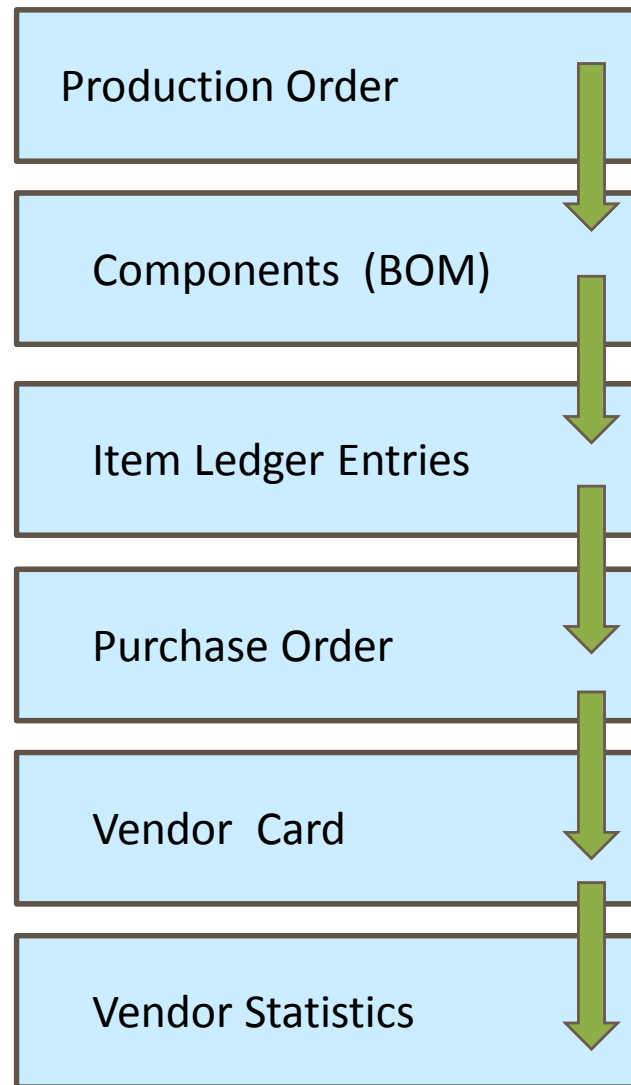 Production Order
Components (BOM)
Item Ledger Entries
Purchase Order
Vendor Card
Vendor Statistics